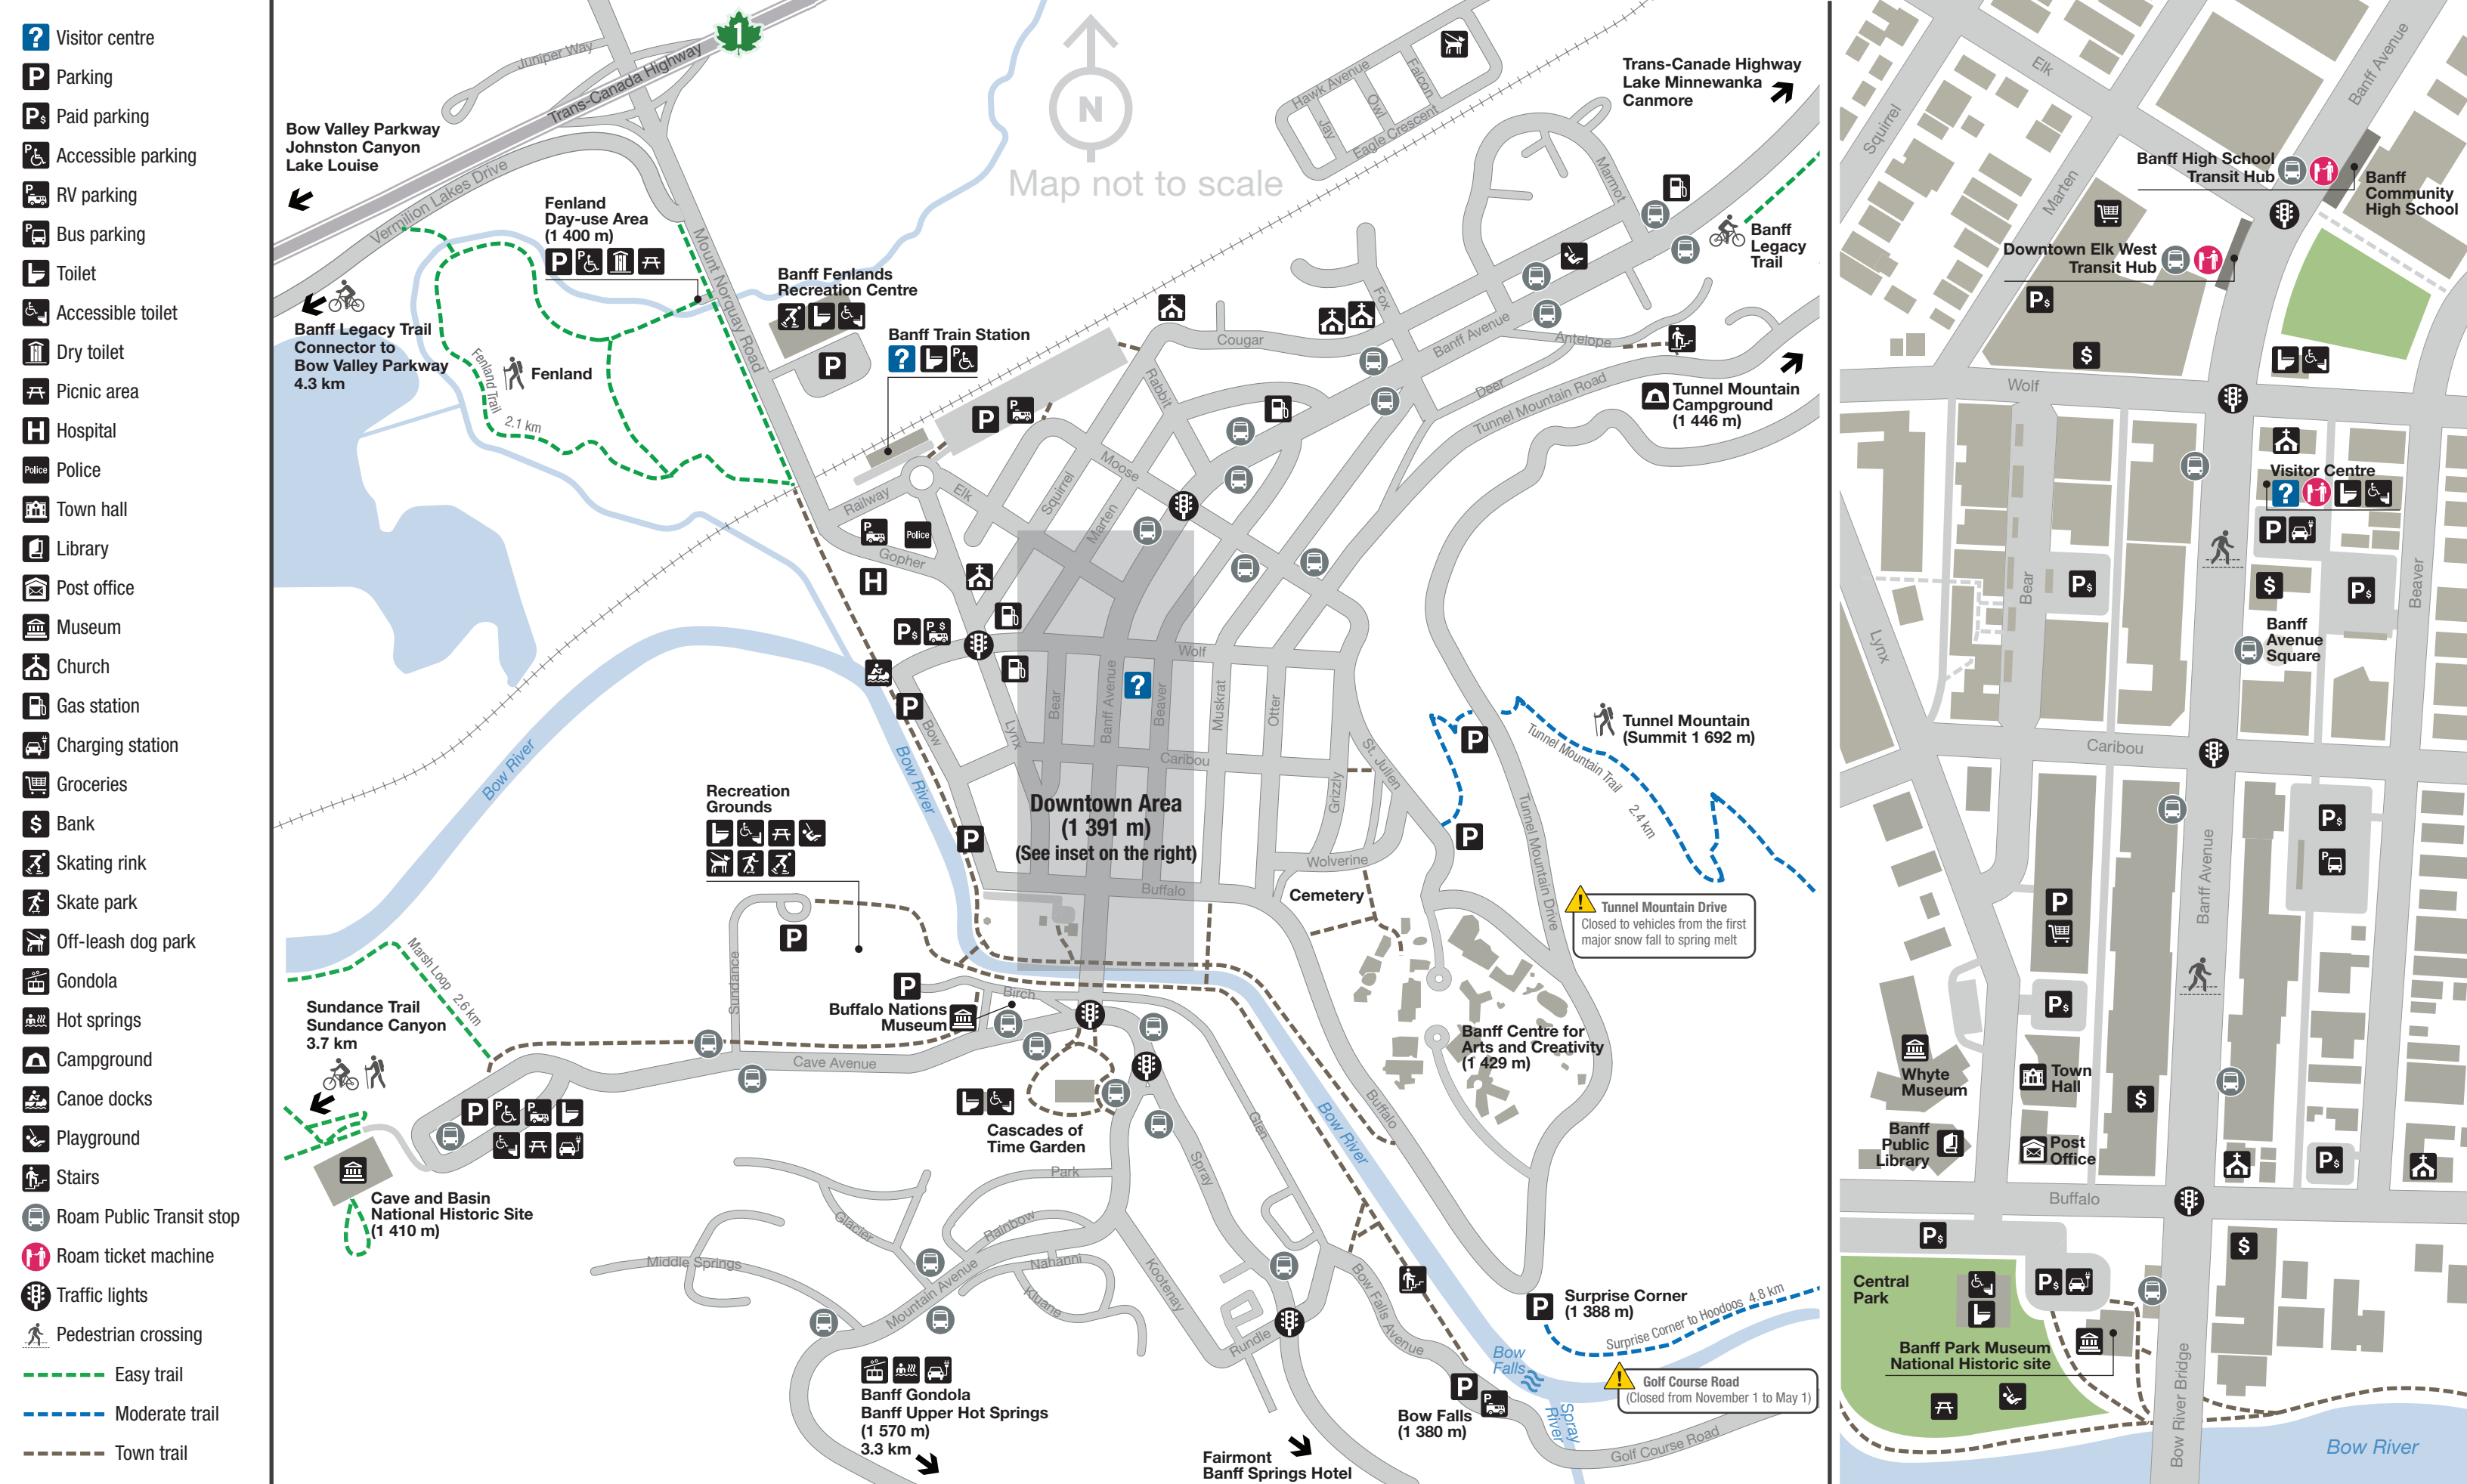 Visitor centre
Parking
Paid parking
Accessible parking
RV parking
Bus parking
Toilet
Accessible toilet
Dry toilet
Picnic area
Hospital
Police
Town hall
Library
Post office
Museum
Church
Gas station
Charging station
Groceries
Bank
Skating rink
Skate park
Off-leash dog park
Gondola
Hot springs
Campground
Canoe docks
Playground
Stairs
Roam Public Transit stop
Roam ticket machine
Traffic lights
Pedestrian crossing
Easy trail
Moderate trail
Town trail
1
Juniper Way
Trans-Canada Highway
Bow Valley Parkway
Johnston Canyon
Lake Louise
Vermilion Lakes Drive
N
Map not to scale
Hawk Avenue
Jay
Owl
Falcon
Eagle Crescent
Trans-Canade Highway
Lake Minnewanka
Canmore
Marmot
Banff
Legacy
Trail
Fenland
Day-use Area
(1 400 m)
Mount Norquay Road
Banff Fenlands
Recreation Centre
Banff Legacy Trail
Connector to
Bow Valley Parkway
4.3 km
Fenland Trail
2.1 km
Fenland
Banff Train Station
Cougar
Fox
Banff Avenue
Antelope
Deer
Tunnel Mountain Road
Tunnel Mountain
Campground
(1 446 m)
Rabbit
Moose
Squirrel
Marten
Elk
Railway
Police
Gopher
H
Wolf
Bear
Banff Avenue
Beaver
Muskrat
Otter
Lynx
Bow
Caribou
Grizzly
St. Julien
Wolverine
Buffalo
Bow River
Bow River
Downtown Area
(1 391 m)
(See inset on the right)
Tunnel Mountain
(Summit 1 692 m)
Tunnel Mountain Trail
2.4 km
Tunnel Mountain Drive
Tunnel Mountain Drive
Closed to vehicles from the first
major snow fall to spring melt
Cemetery
Recreation
Grounds
Sundance
Marsh Loop 2.6 km
Sundance Trail
Sundance Canyon
3.7 km
Buffalo Nations
Museum
Birch
Cave Avenue
Banff Centre for
Arts and Creativity
(1 429 m)
Cascades of
Time Garden
Cave and Basin
National Historic Site
(1 410 m)
Park
Glacier
Rainbow
Middle Springs
Mountain Avenue
Nahanni
Kluane
Kootenay
Spray
Glen
Rundle
Bow River
Buffalo
Bow Falls Avenue
Surprise Corner
(1 388 m)
Surprise Corner to Hoodoos 4.8 km
Bow
Falls
Golf Course Road
(Closed from November 1 to May 1)
Spray
River
Golf Course Road
Bow Falls
(1 380 m)
Banff Gondola
Banff Upper Hot Springs
(1 570 m)
3.3 km
Fairmont
Banff Springs Hotel
Elk
Squirrel
Marten
Banff Avenue
Banff High School
Transit Hub
Banff
Community
High School
Downtown Elk West
Transit Hub
Wolf
Visitor Centre
Bear
Beaver
Lynx
Banff
Avenue
Square
Caribou
Banff Avenue
Whyte
Museum
Town
Hall
Banff
Public
Library
Post
Office
Buffalo
Central
Park
Banff Park Museum
National Historic site
Bow River Bridge
Bow River